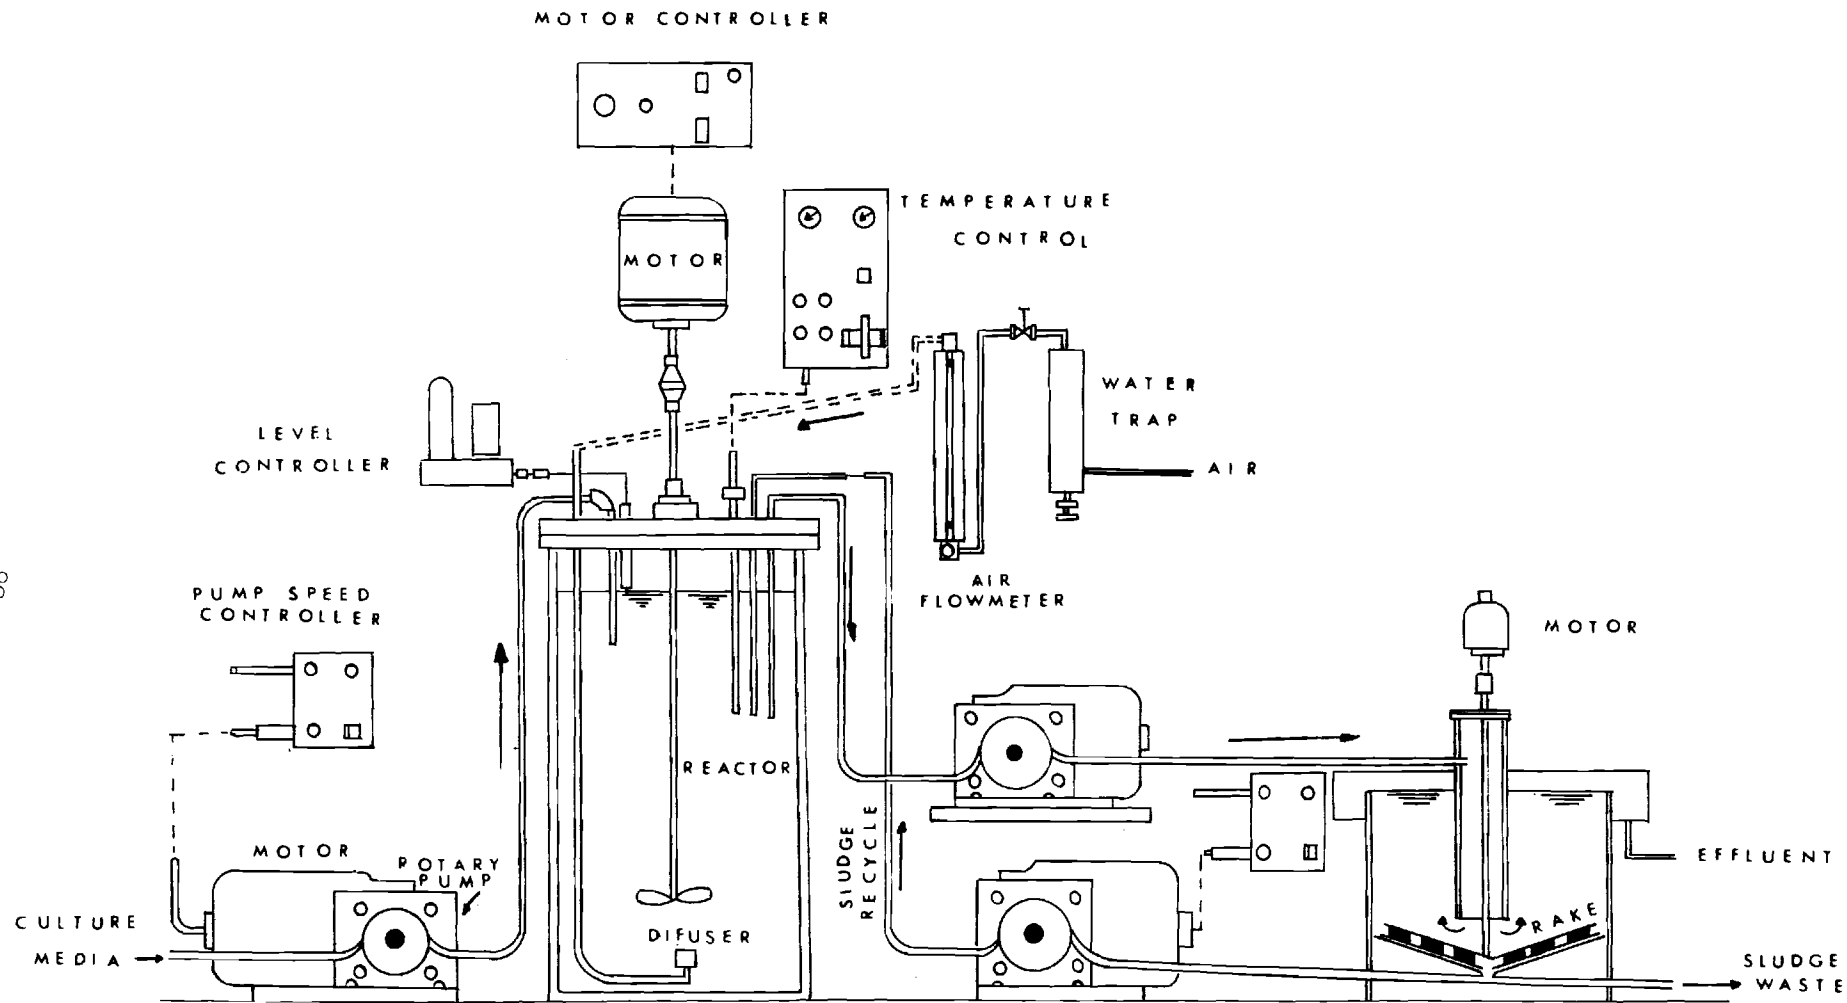 MOTOR CONTROLLER
TEMPERATURE
CONTROL
MOTOR
WATER
TRAP
LEVEL
CONTROLLER
AIR
AIR
FLOWMETER
PUMP SPEED
CONTROLLER
MOTOR
REACTOR
SLUDGE
RECYCLE
MOTOR
ROTARY
PUMP
EFFLUENT
RAKE
CULTURE
MEDIA
DIFUSER
SLUDGE
WASTE